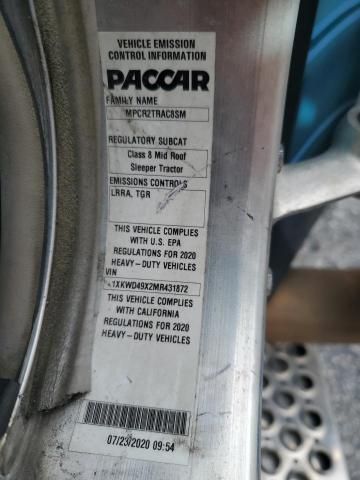 VEHICLE EMISSION
CONTROL INFORMATION
PACCAR
FAMILY NAME
MPCR2TRAC8SM
REGULATORY SUBCAT
Class 8 Mid Roof
Sleeper Tractor
EMISSIONS CONTROLS
LRRA, TGR
THIS VEHICLE COMPLIES
WITH U.S. EPA
REGULATIONS FOR 2020
HEAVY-DUTY VEHICLES
VIN
1XKWD49X2MR431872
THIS VEHICLE COMPLIES
WITH CALIFORNIA
REGULATIONS FOR 2020
HEAVY-DUTY VEHICLES
07/23/2020 09:54